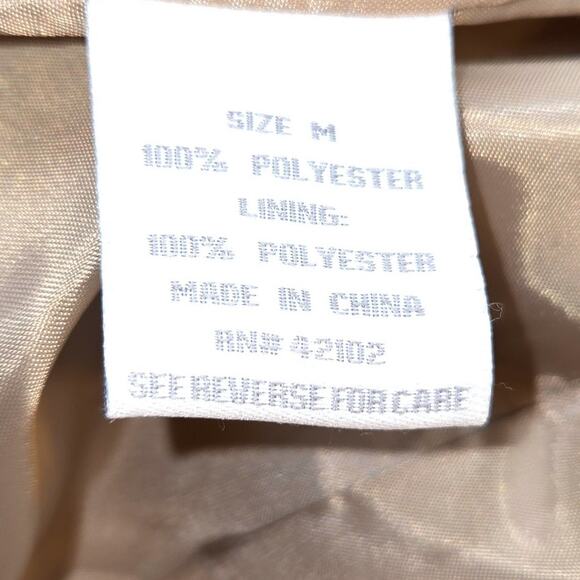 SIZE M
100% POLYESTER
LINING:
100% POLYESTER
MADE IN CHINA
RN# 42102
SEE REVERSE FOR CARE